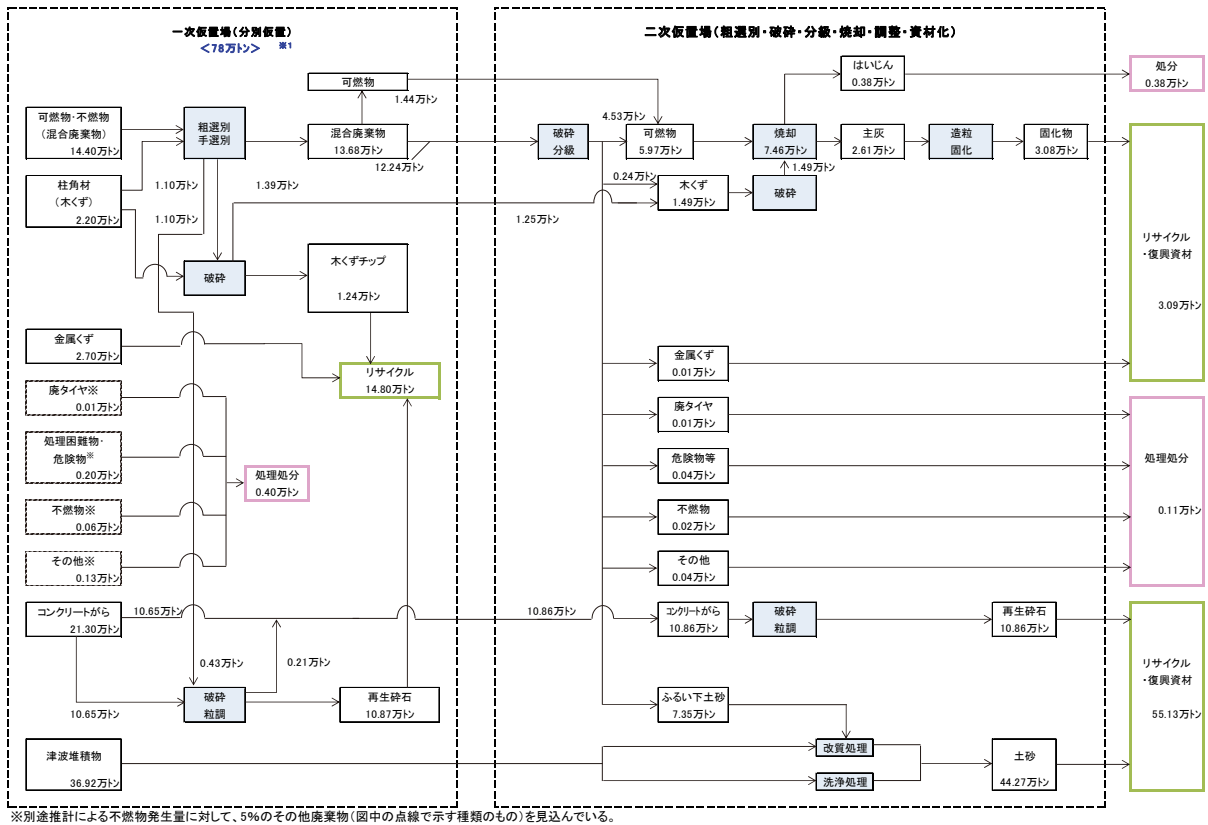 一次仮置場(分別仮置)
<78万トン> ※1
可燃物・不燃物
(混合廃棄物)
14.40万トン
柱角材
(木くず)
2.20万トン
粗選別
手選別
可燃物
1.44万トン
混合廃棄物
13.68万トン
12.24万トン
1.10万トン
1.39万トン
1.10万トン
破砕
木くずチップ
1.24万トン
金属くず
2.70万トン
リサイクル
14.80万トン
廃タイヤ※
0.01万トン
処理困難物・
危険物※
0.20万トン
処理処分
0.40万トン
不燃物※
0.06万トン
その他※
0.13万トン
コンクリートがら
21.30万トン
10.65万トン
0.43万トン
0.21万トン
10.65万トン
破砕
粒調
再生砕石
10.87万トン
津波堆積物
36.92万トン
二次仮置場(粗選別・破砕・分級・焼却・調整・資材化)
はいじん
0.38万トン
処分
0.38万トン
破砕
分級
4.53万トン
可燃物
5.97万トン
焼却
7.46万トン
主灰
2.61万トン
造粒
固化
固化物
3.08万トン
0.24万トン
1.49万トン
木くず
1.49万トン
破砕
1.25万トン
リサイクル
・復興資材
3.09万トン
金属くず
0.01万トン
廃タイヤ
0.01万トン
危険物等
0.04万トン
処理処分
0.11万トン
不燃物
0.02万トン
その他
0.04万トン
10.86万トン
コンクリートがら
10.86万トン
破砕
粒調
再生砕石
10.86万トン
リサイクル
・復興資材
55.13万トン
ふるい下土砂
7.35万トン
改質処理
洗浄処理
土砂
44.27万トン
※別途推計による不燃物発生量に対して、5%のその他廃棄物(図中の点線で示す種類のもの)を見込んでいる。